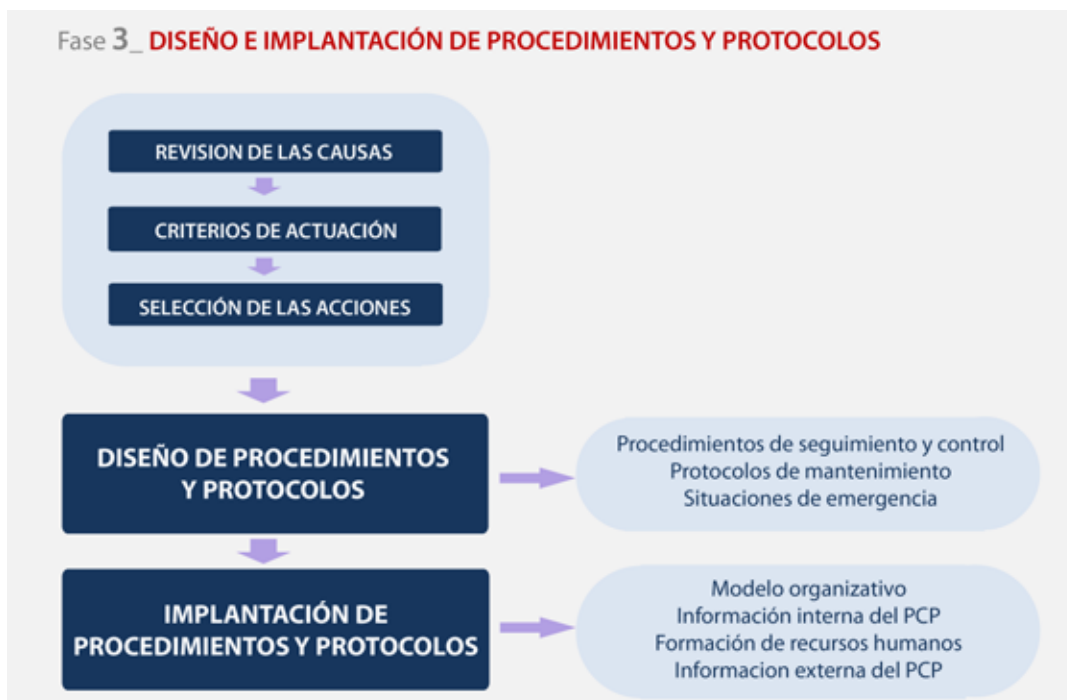 Fase 3_ DISEÑO E IMPLANTACIÓN DE PROCEDIMIENTOS Y PROTOCOLOS
REVISION DE LAS CAUSAS
CRITERIOS DE ACTUACIÓN
SELECCIÓN DE LAS ACCIONES
DISEÑO DE PROCEDIMIENTOS
Y PROTOCOLOS
Procedimientos de seguimiento y control
Protocolos de mantenimiento
Situaciones de emergencia
IMPLANTACIÓN DE
PROCEDIMIENTOS Y PROTOCOLOS
Modelo organizativo
Información interna del PCP
Formación de recursos humanos
Informacion externa del PCP